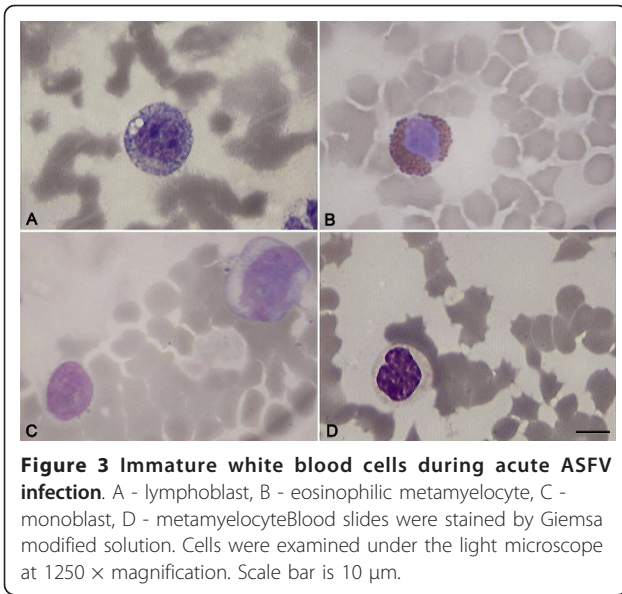 A
B
C
D
Figure 3 Immature white blood cells during acute ASFV
infection. A - lymphoblast, B - eosinophilic metamyelocyte, C -
monoblast, D - metamyelocyteBlood slides were stained by Giemsa
modified solution. Cells were examined under the light microscope
at 1250 × magnification. Scale bar is 10 μm.